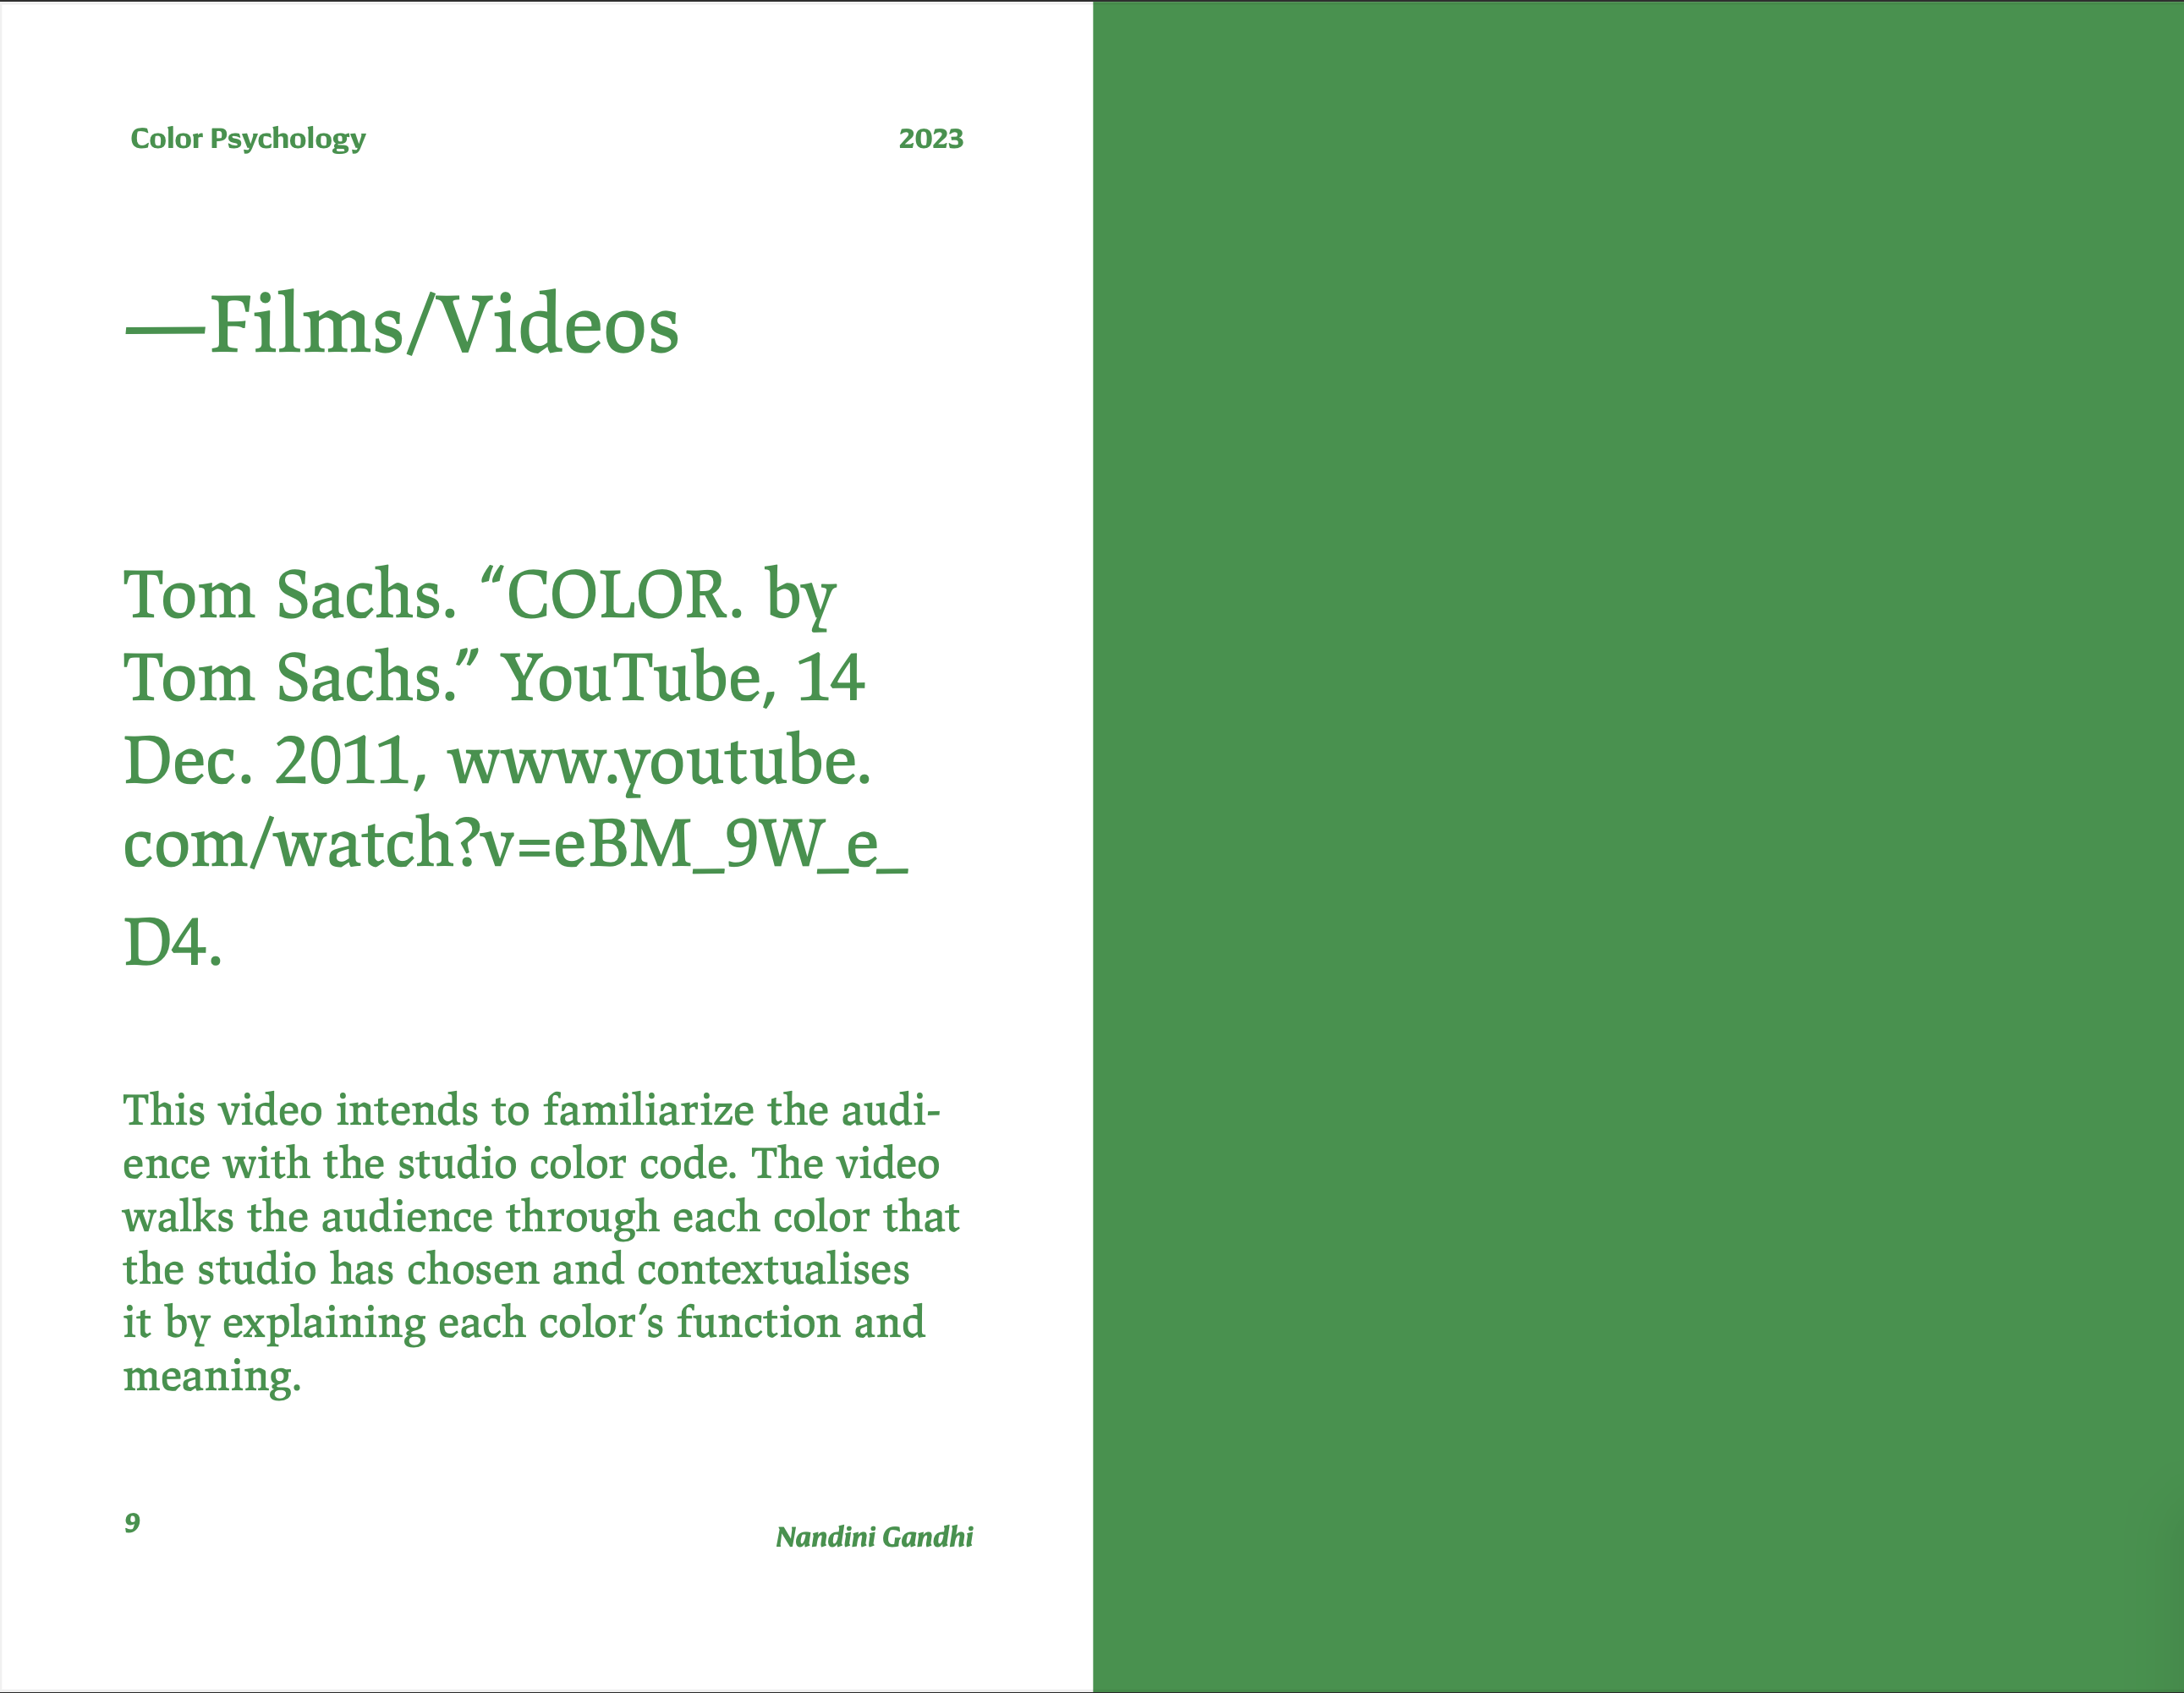 Color Psychology 2023
—Films/Videos
Tom Sachs. “COLOR. by
Tom Sachs.” YouTube, 14
Dec. 2011, www.youtube.
com/watch?v=eBM_9W_e_
D4.
This video intends to familiarize the audi-
ence with the studio color code. The video
walks the audience through each color that
the studio has chosen and contextualises
it by explaining each color’s function and
meaning.
9
Nandini Gandhi